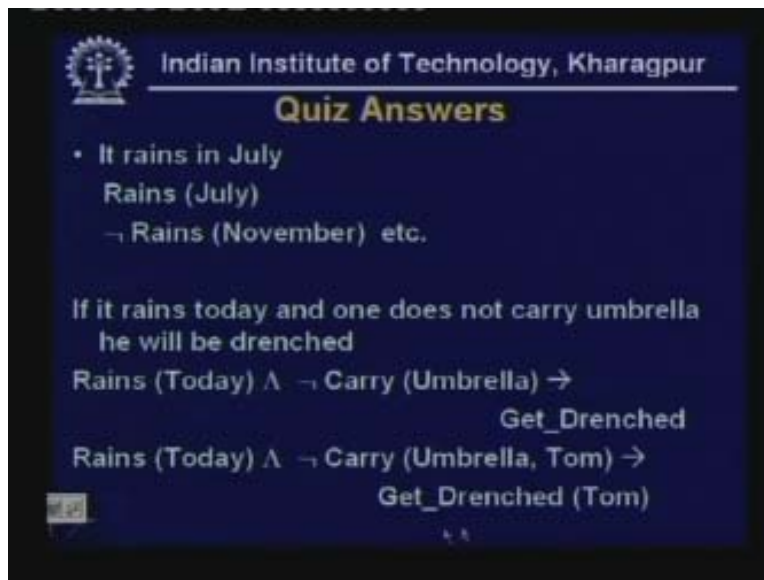 Indian Institute of Technology, Kharagpur
Quiz Answers
• It rains in July
Rains (July)
¬ Rains (November) etc.
If it rains today and one does not carry umbrella
he will be drenched
Rains (Today) Λ ¬ Carry (Umbrella) →
Get_Drenched
Rains (Today) Λ ¬ Carry (Umbrella, Tom) →
Get_Drenched (Tom)